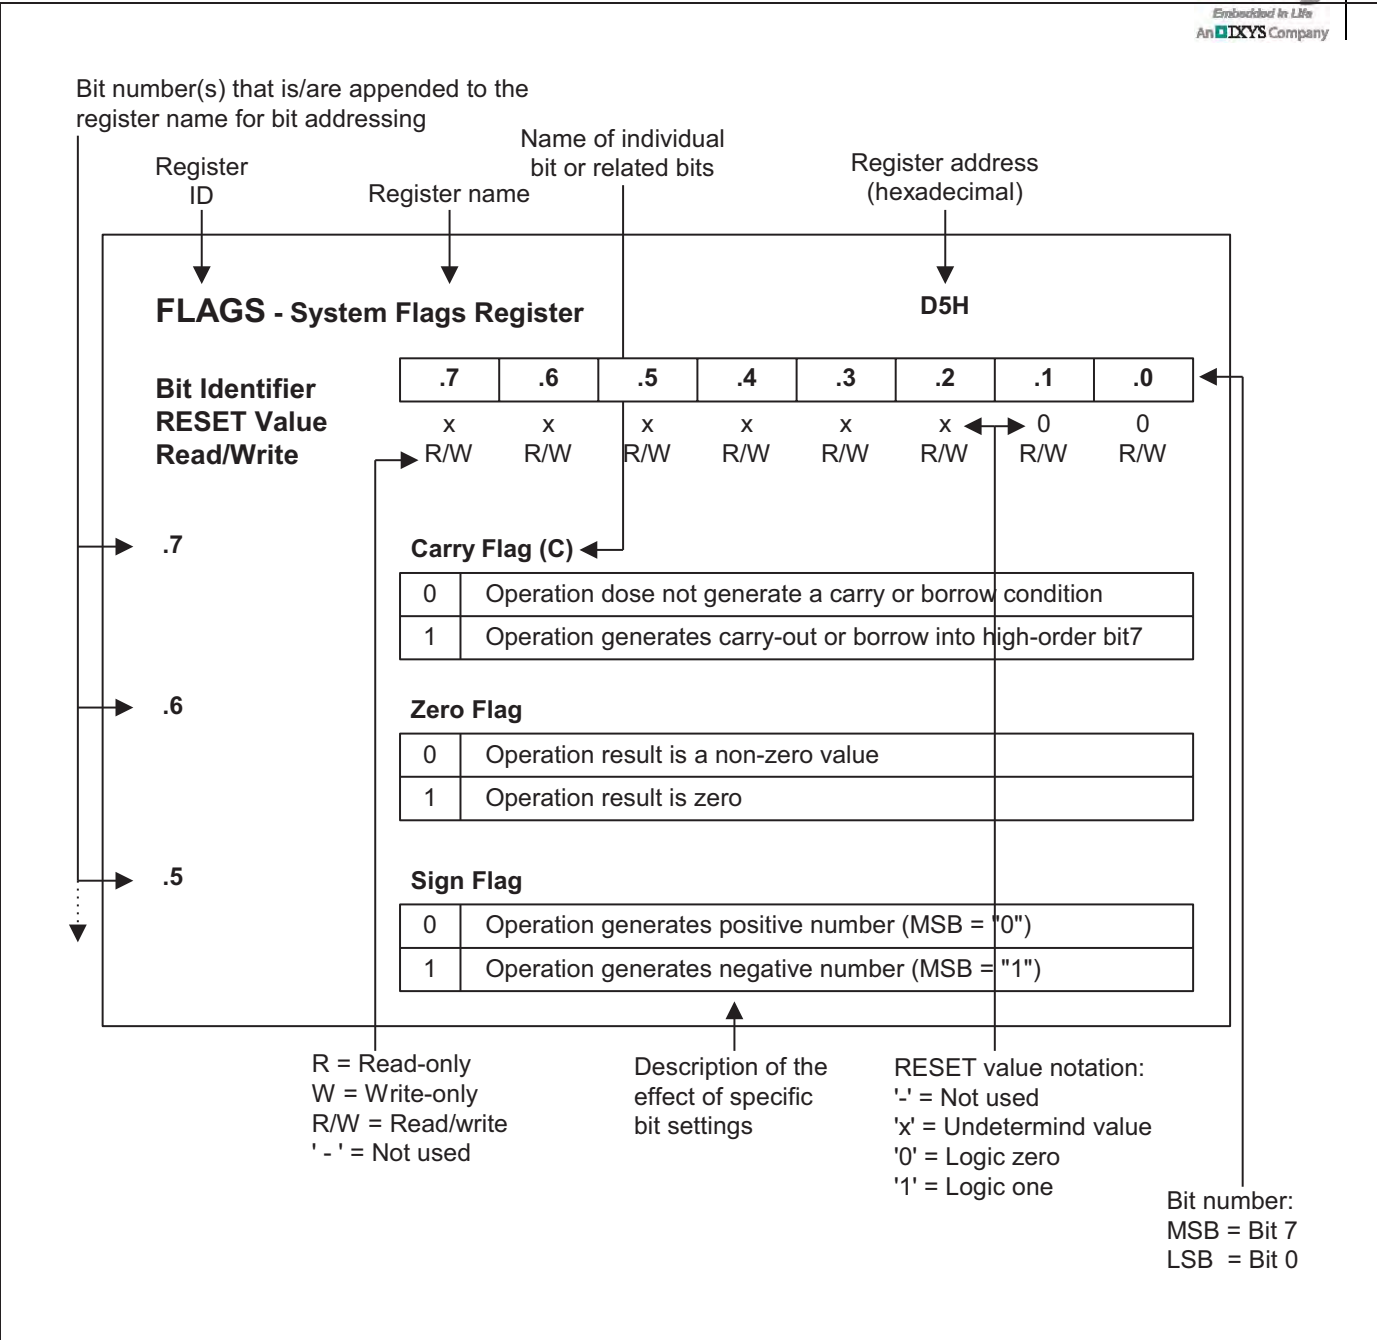 Embedded in Life
An IXYS Company
Bit number(s) that is/are appended to the
register name for bit addressing
Name of individual
bit or related bits
Register
ID
Register name
Register address
(hexadecimal)
FLAGS - System Flags Register
D5H
Bit Identifier .7 .6 .5 .4 .3 .2 .1 .0
RESET Value x x x x x x 0 0
Read/Write R/W R/W R/W R/W R/W R/W R/W R/W
.7 Carry Flag (C)
0 Operation dose not generate a carry or borrow condition
1 Operation generates carry-out or borrow into high-order bit7
.6 Zero Flag
0 Operation result is a non-zero value
1 Operation result is zero
.5 Sign Flag
0 Operation generates positive number (MSB = "0")
1 Operation generates negative number (MSB = "1")
R = Read-only
W = Write-only
R/W = Read/write
' - ' = Not used
Description of the
effect of specific
bit settings
RESET value notation:
'-' = Not used
'x' = Undetermind value
'0' = Logic zero
'1' = Logic one
Bit number:
MSB = Bit 7
LSB = Bit 0